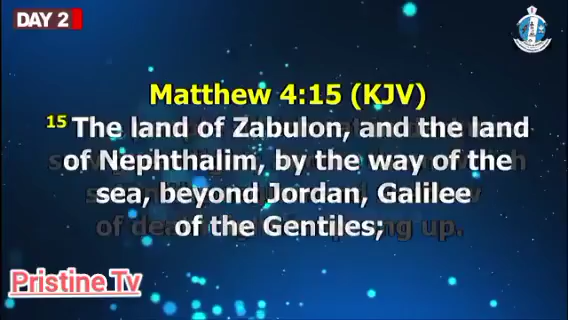 DAY 2
Matthew 4:15 (KJV)
15 The land of Zabulon, and the land
of Nephthalim, by the way of the
sea, beyond Jordan, Galilee
of the Gentiles;
Pristine Tv